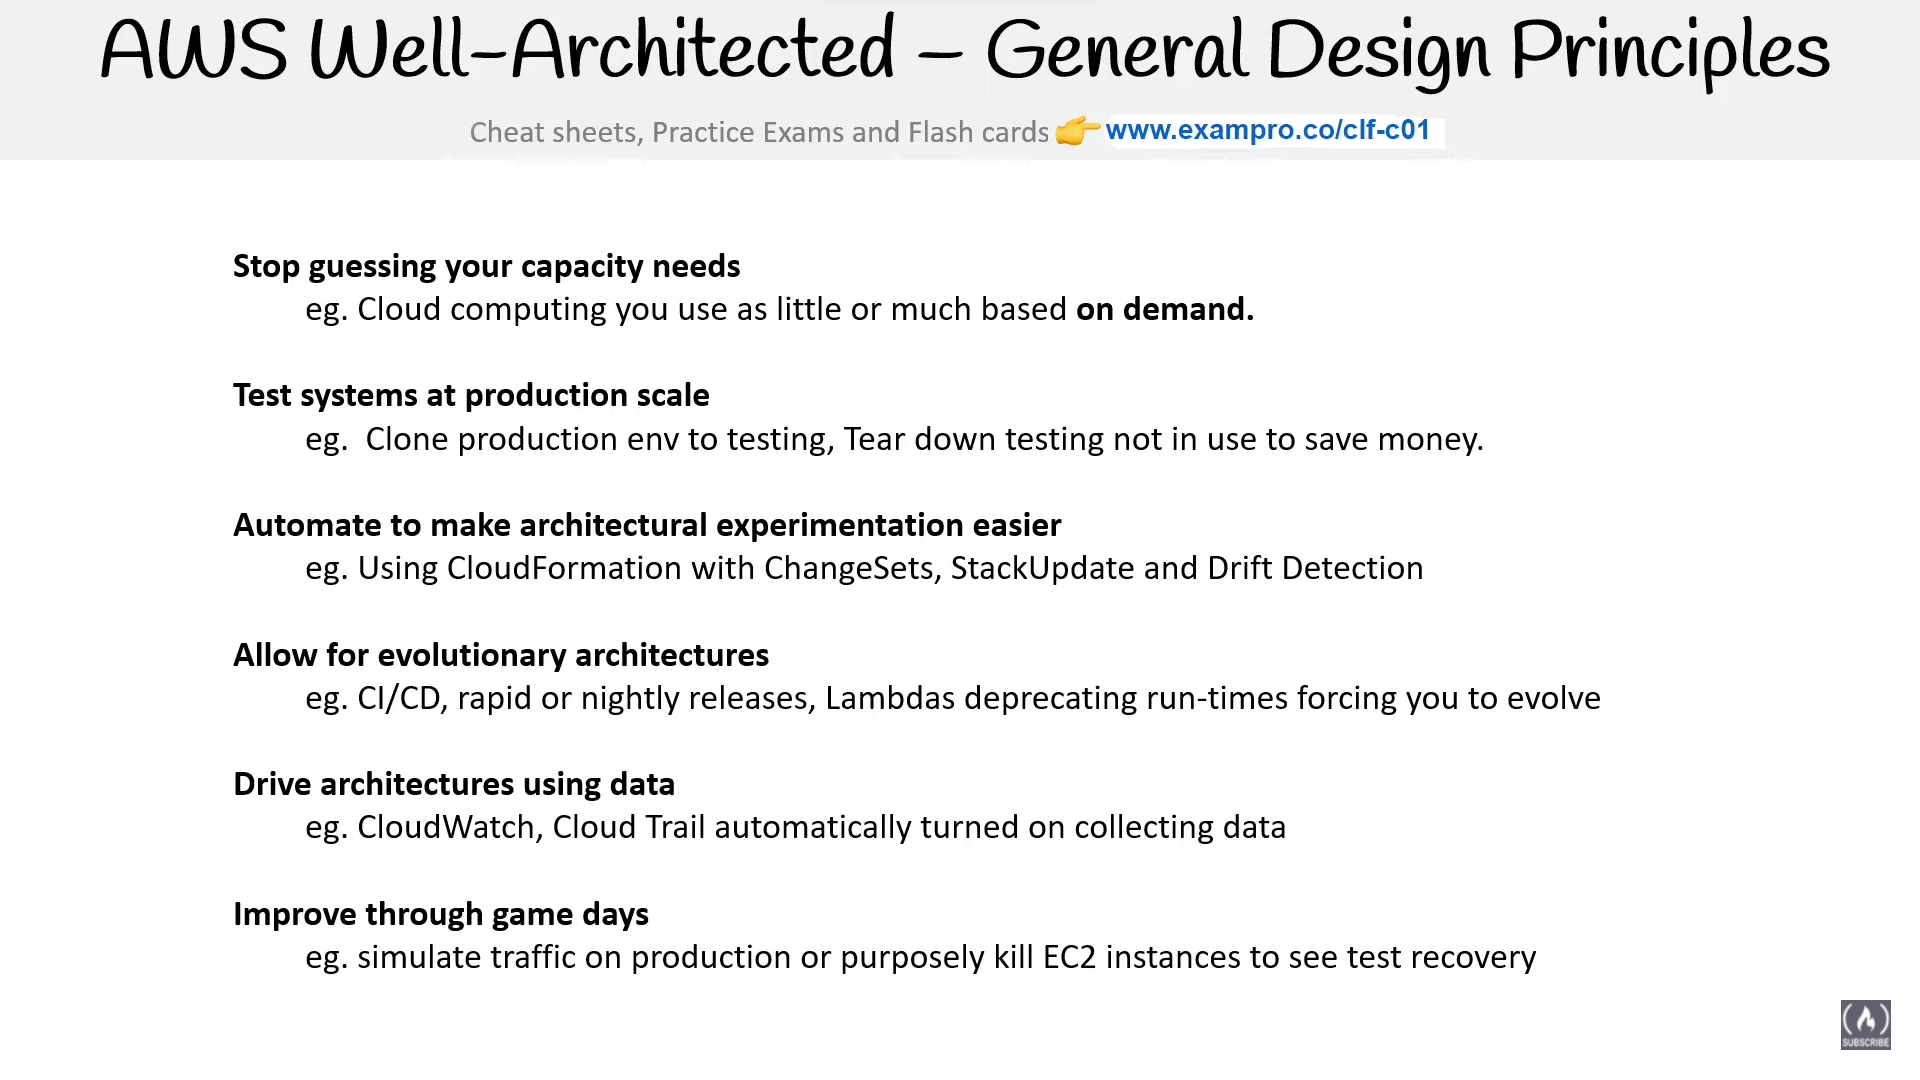 AWS Well-Architected – General Design Principles
Cheat sheets, Practice Exams and Flash cards 👉 www.exampro.co/clf-c01
Stop guessing your capacity needs
eg. Cloud computing you use as little or much based on demand.
Test systems at production scale
eg. Clone production env to testing, Tear down testing not in use to save money.
Automate to make architectural experimentation easier
eg. Using CloudFormation with ChangeSets, StackUpdate and Drift Detection
Allow for evolutionary architectures
eg. CI/CD, rapid or nightly releases, Lambdas deprecating run-times forcing you to evolve
Drive architectures using data
eg. CloudWatch, Cloud Trail automatically turned on collecting data
Improve through game days
eg. simulate traffic on production or purposely kill EC2 instances to see test recovery
SUBSCRIBE